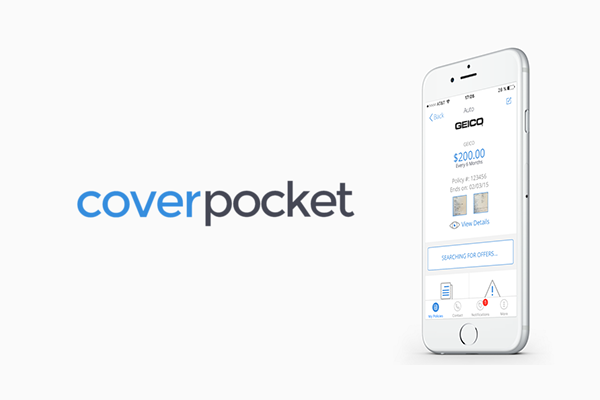 coverpocket
AT&T 17:05 28 %
Back Auto
GEICO
GEICO
$200.00
Every 6 Months
Policy #: 123456
Ends on: 02/03/15
View Details
SEARCHING FOR OFFERS...
My Policies Contact Notifications More